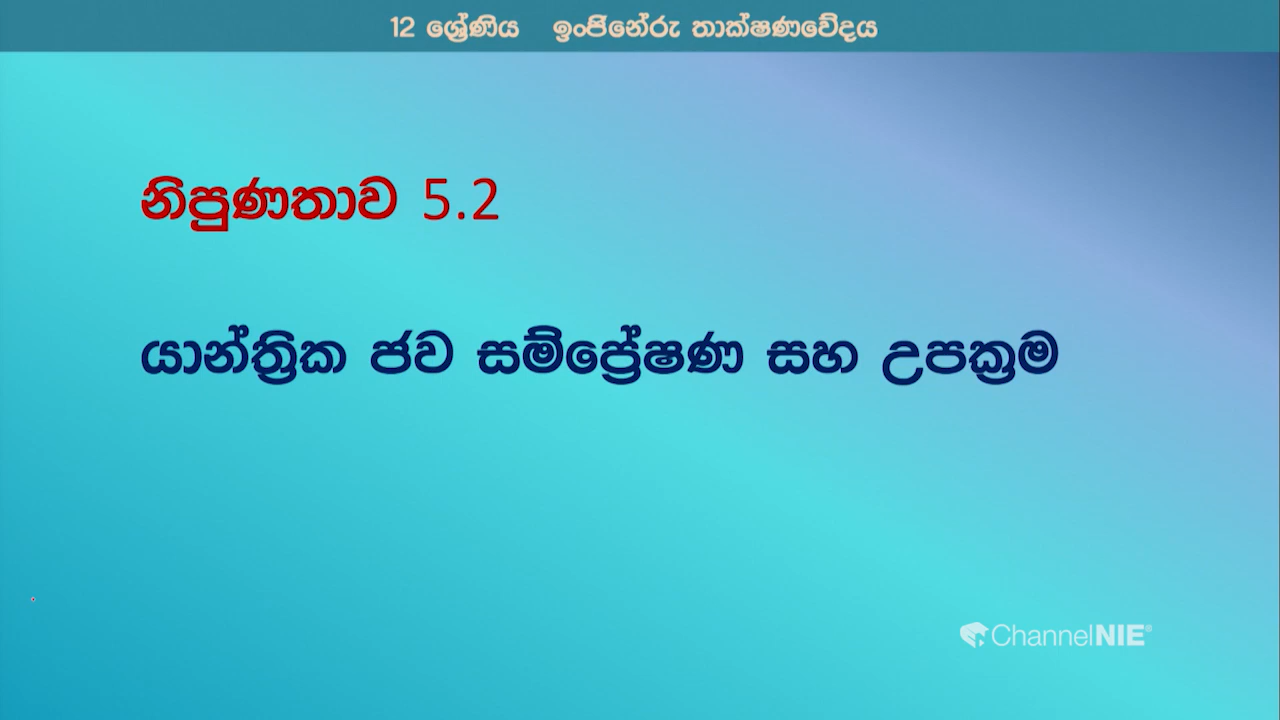 12 ශ්‍රේණිය ඉංජිනේරු තාක්ෂණවේදය
නිපුණතාව 5.2
යාන්ත්‍රික ජව සම්ප්‍රේෂණ සහ උපක්‍රම
ChannelNIE®